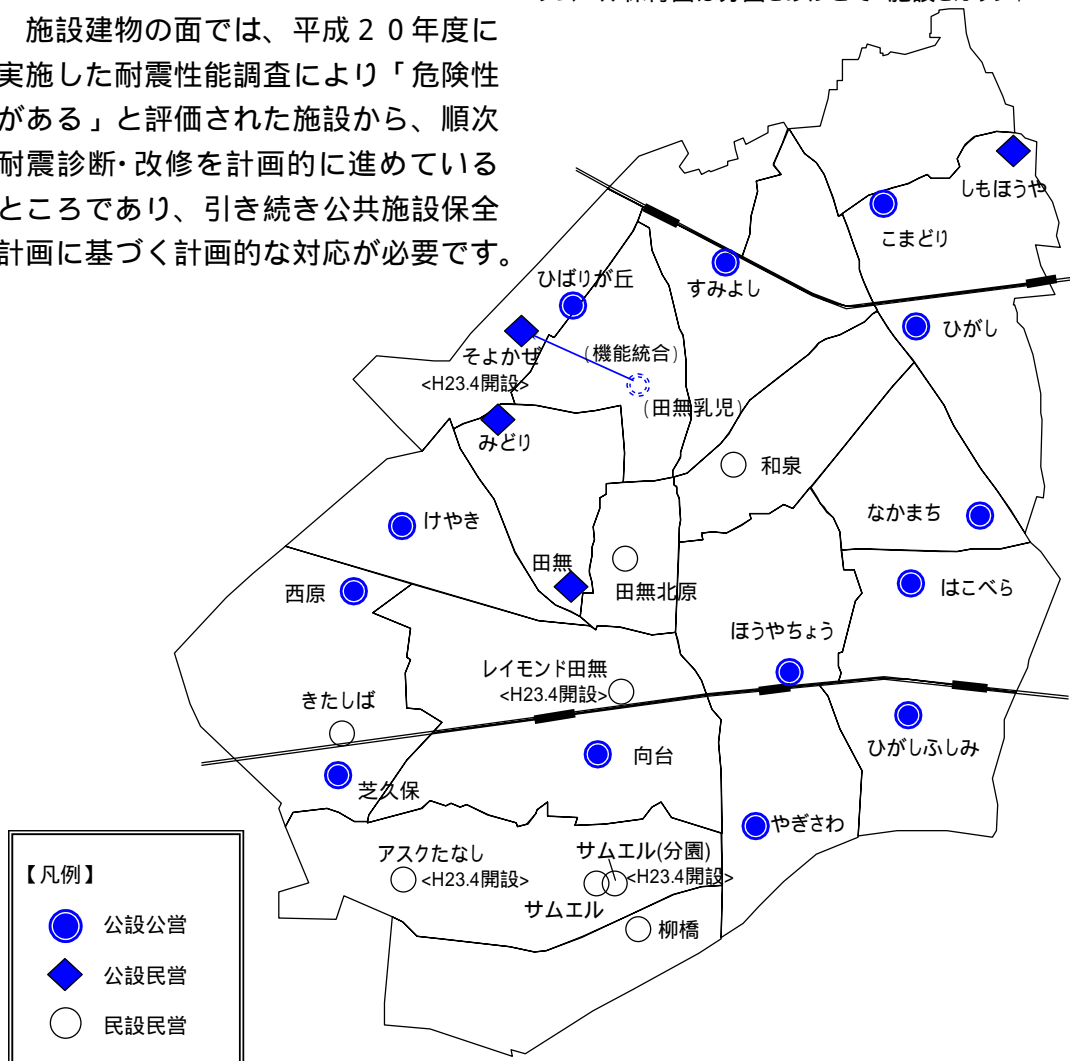 施設建物の面では、平成20年度に
実施した耐震性能調査により「危険性
がある」と評価された施設から、順次
耐震診断・改修を計画的に進めている
ところであり、引き続き公共施設保全
計画に基づく計画的な対応が必要です。
しもほうや
こまどり
すみよし
ひばりが丘
ひがし
そよかぜ
<H23.4開設>
(機能統合)
(田無乳児)
みどり
和泉
けやき
なかまち
田無
田無北原
はこべら
西原
ほうやちょう
レイモンド田無
<H23.4開設>
きたしば
ひがしふしみ
向台
芝久保
やぎさわ
アスクたなし
<H23.4開設>
サムエル(分園)
<H23.4開設>
サムエル
柳橋
【凡例】
公設公営
公設民営
民設民営